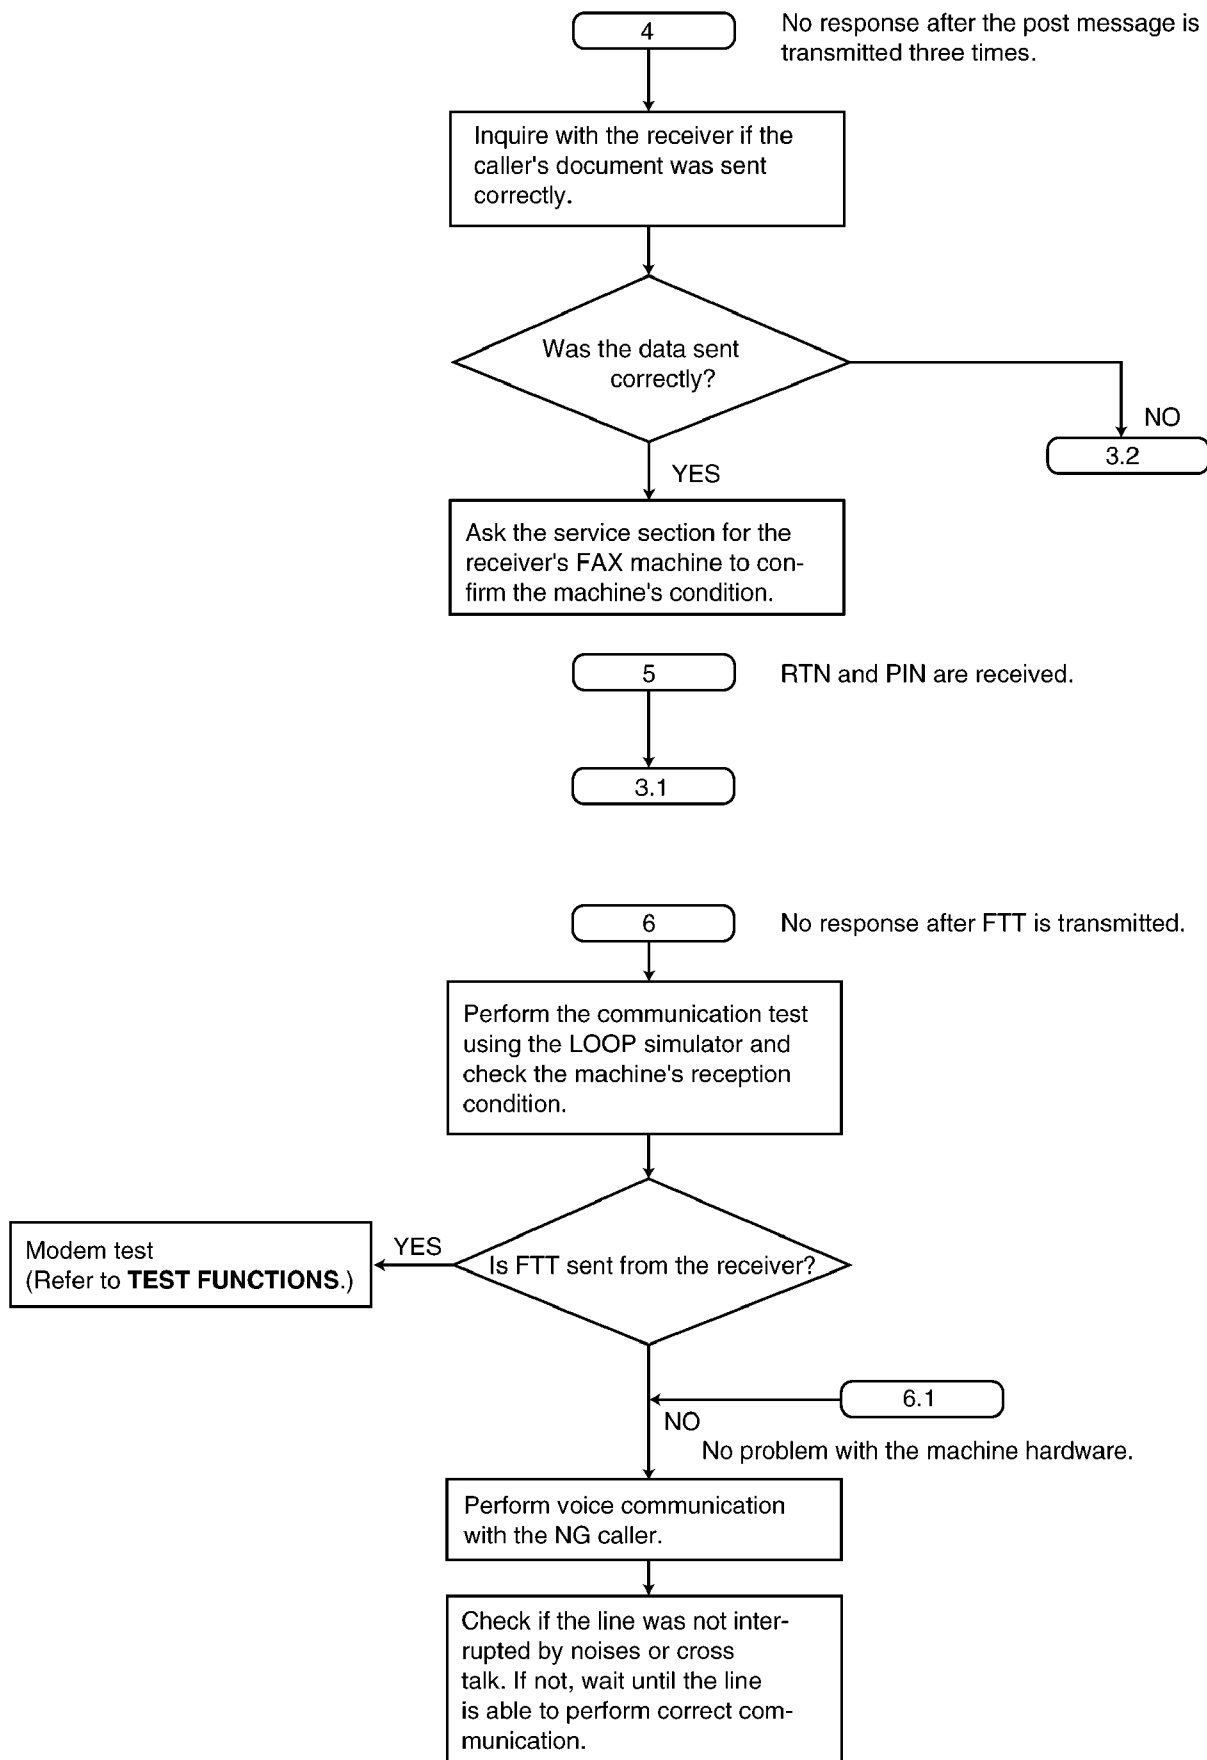 4
No response after the post message is
transmitted three times.
Inquire with the receiver if the
caller's document was sent
correctly.
Was the data sent
correctly?
NO
3.2
YES
Ask the service section for the
receiver's FAX machine to con-
firm the machine's condition.
5
RTN and PIN are received.
3.1
6
No response after FTT is transmitted.
Perform the communication test
using the LOOP simulator and
check the machine's reception
condition.
Modem test
(Refer to TEST FUNCTIONS.)
YES
Is FTT sent from the receiver?
6.1
NO
No problem with the machine hardware.
Perform voice communication
with the NG caller.
Check if the line was not inter-
rupted by noises or cross
talk. If not, wait until the line
is able to perform correct com-
munication.